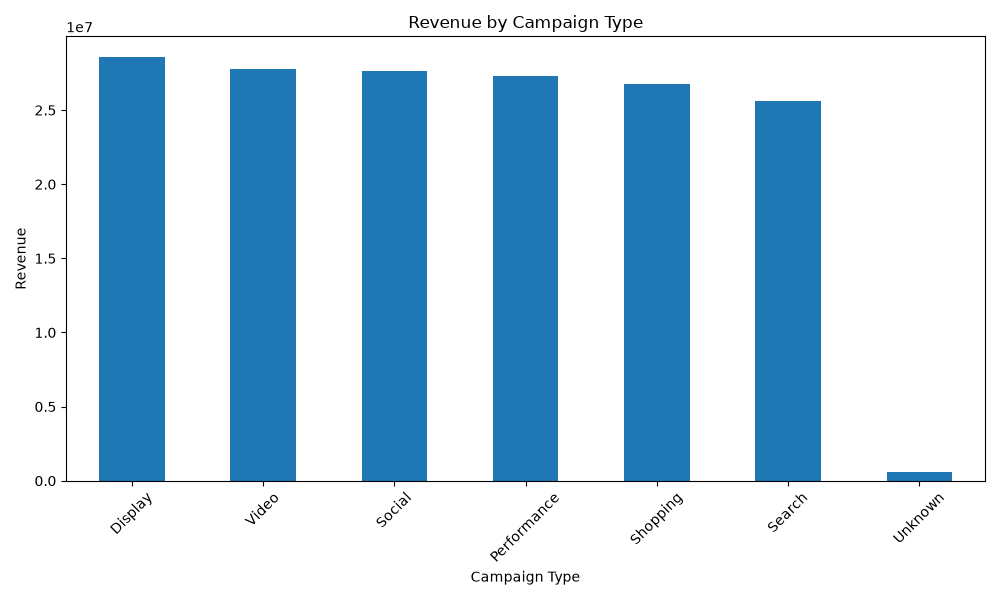 Revenue by Campaign Type
1e7
2.5
2.0
1.5
1.0
0.5
0.0
Revenue
Display
Video
Social
Performance
Shopping
Search
Unknown
Campaign Type